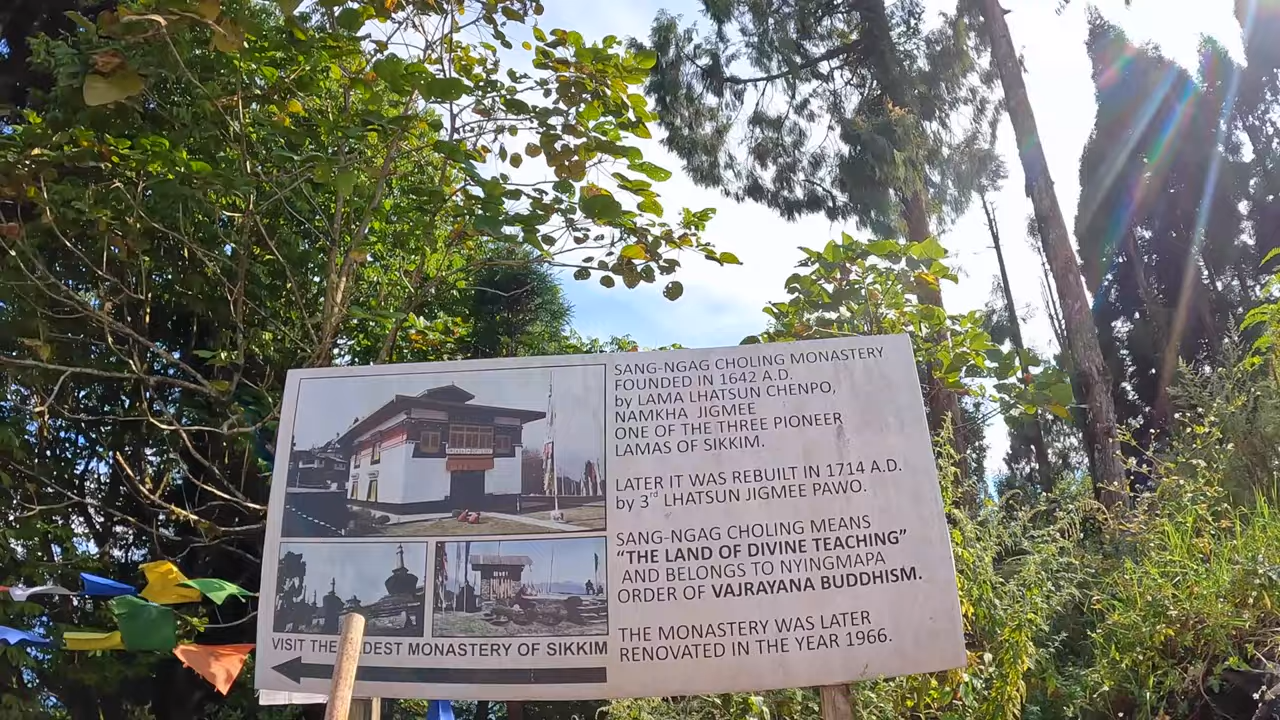 SANG-NGAG CHOLING MONASTERY
FOUNDED IN 1642 A.D.
by LAMA LHATSUN CHENPO,
NAMKHA JIGMEE
ONE OF THE THREE PIONEER
LAMAS OF SIKKIM.
LATER IT WAS REBUILT IN 1714 A.D.
by 3rd LHATSUN JIGMEE PAWO.
SANG-NGAG CHOLING MEANS
"THE LAND OF DIVINE TEACHING"
AND BELONGS TO NYINGMAPA
ORDER OF VAJRAYANA BUDDHISM.
THE MONASTERY WAS LATER
RENOVATED IN THE YEAR 1966.
VISIT THE DEST MONASTERY OF SIKKIM